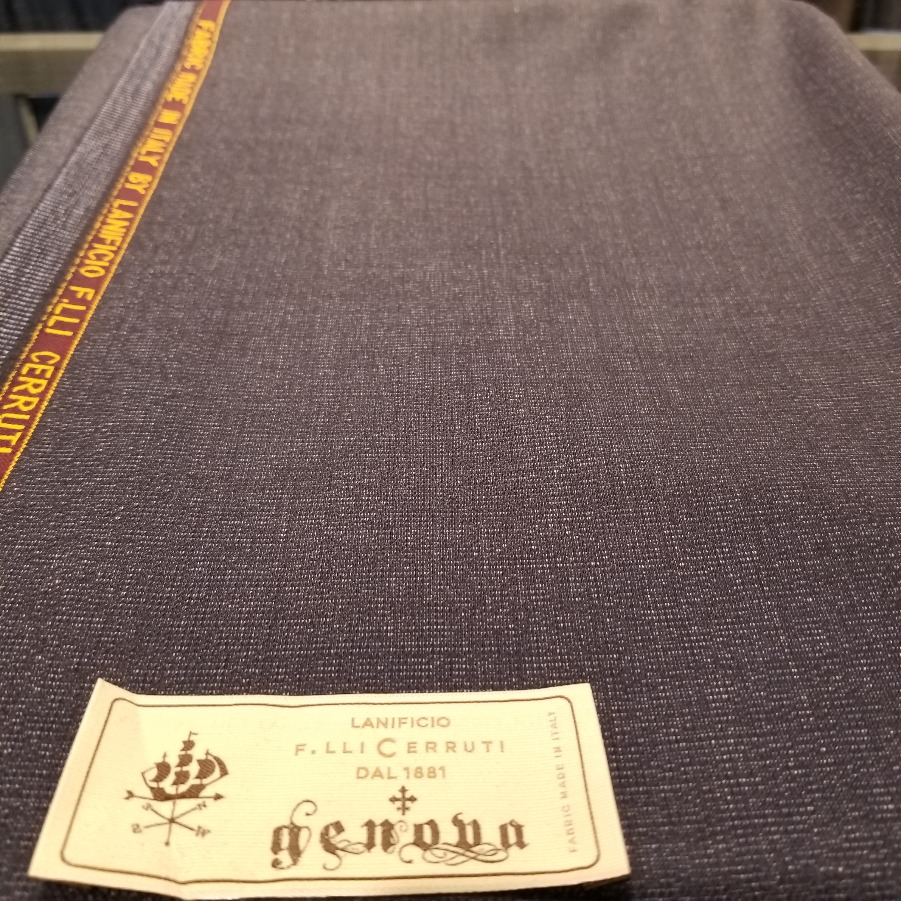 FABRIC MADE IN ITALY BY LANIFICIO F.LLI CERRUTI
LANIFICIO
F.LLI CERRUTI
DAL 1881
genova
FABRIC MADE IN ITALY
N
S
W